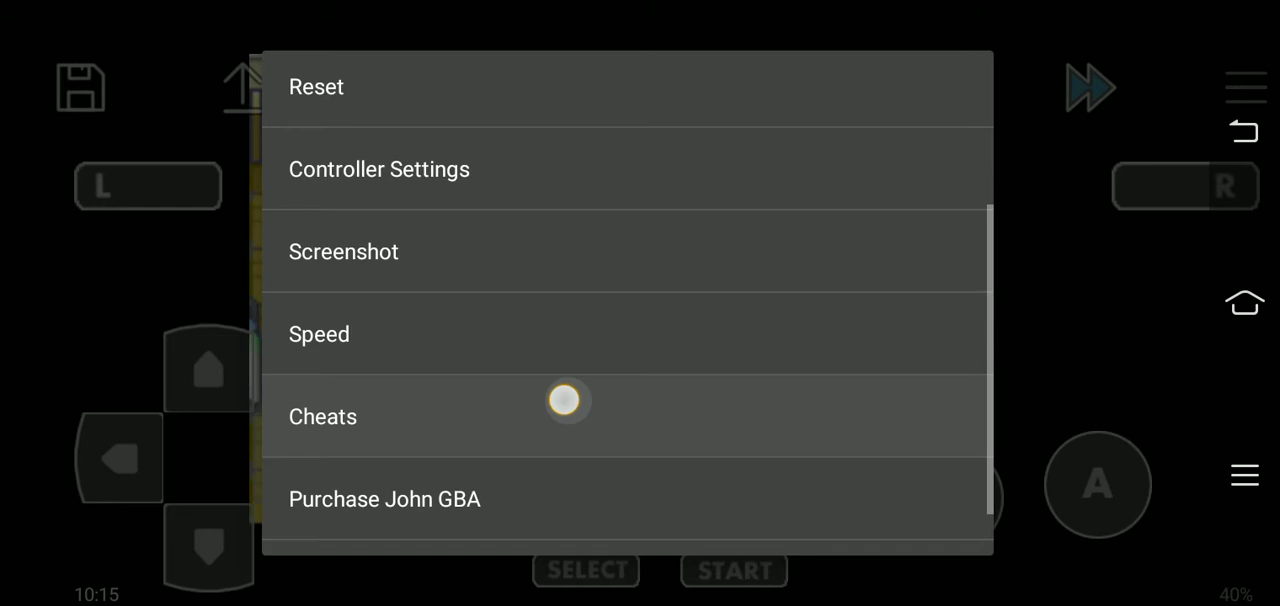 Reset
L
Controller Settings
R
Screenshot
Speed
Cheats
A
Purchase John GBA
SELECT
START
10:15
40%